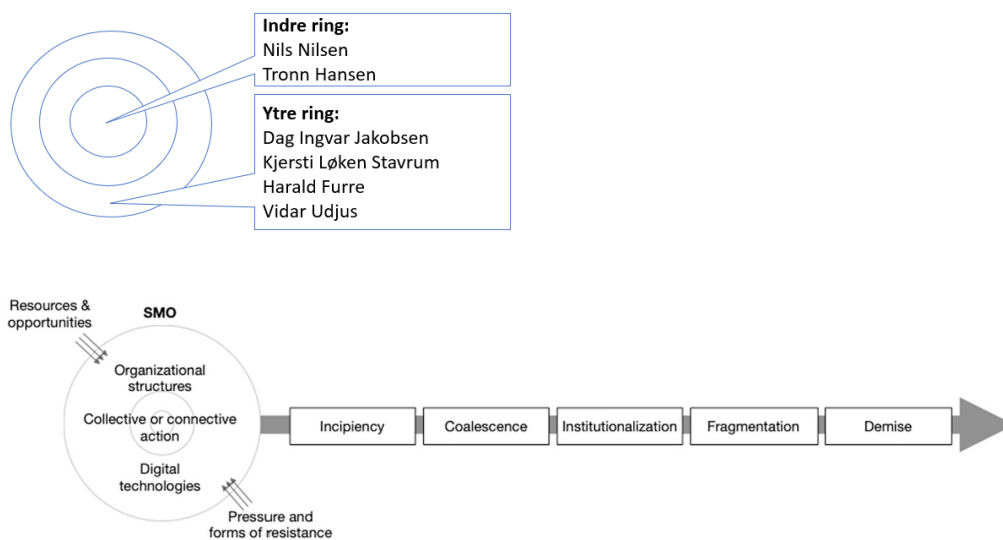 Indre ring:
Nils Nilsen
Tronn Hansen
Ytre ring:
Dag Ingvar Jakobsen
Kjersti Løken Stavrum
Harald Furre
Vidar Udjus
Resources &
opportunities
SMO
Organizational
structures
Collective or connective
action
Digital
technologies
Pressure and
forms of resistance
Incipiency
Coalescence
Institutionalization
Fragmentation
Demise